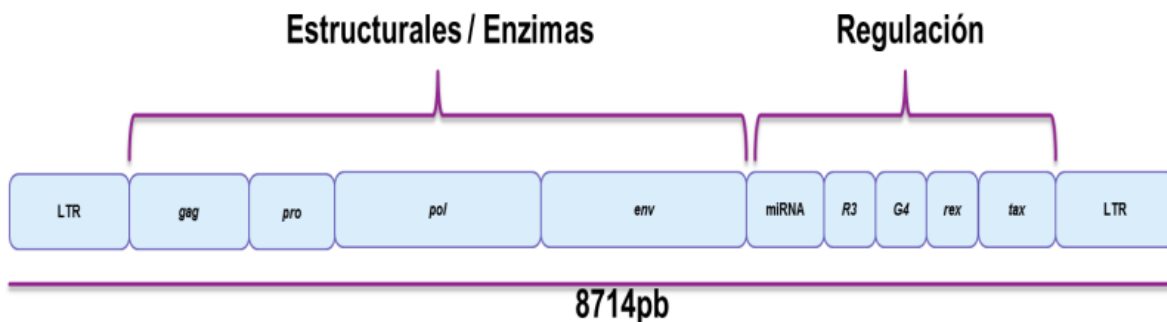 Estructurales / Enzimas Regulación
LTR gag pro pol env miRNA R3 G4 rex tax LTR
8714pb